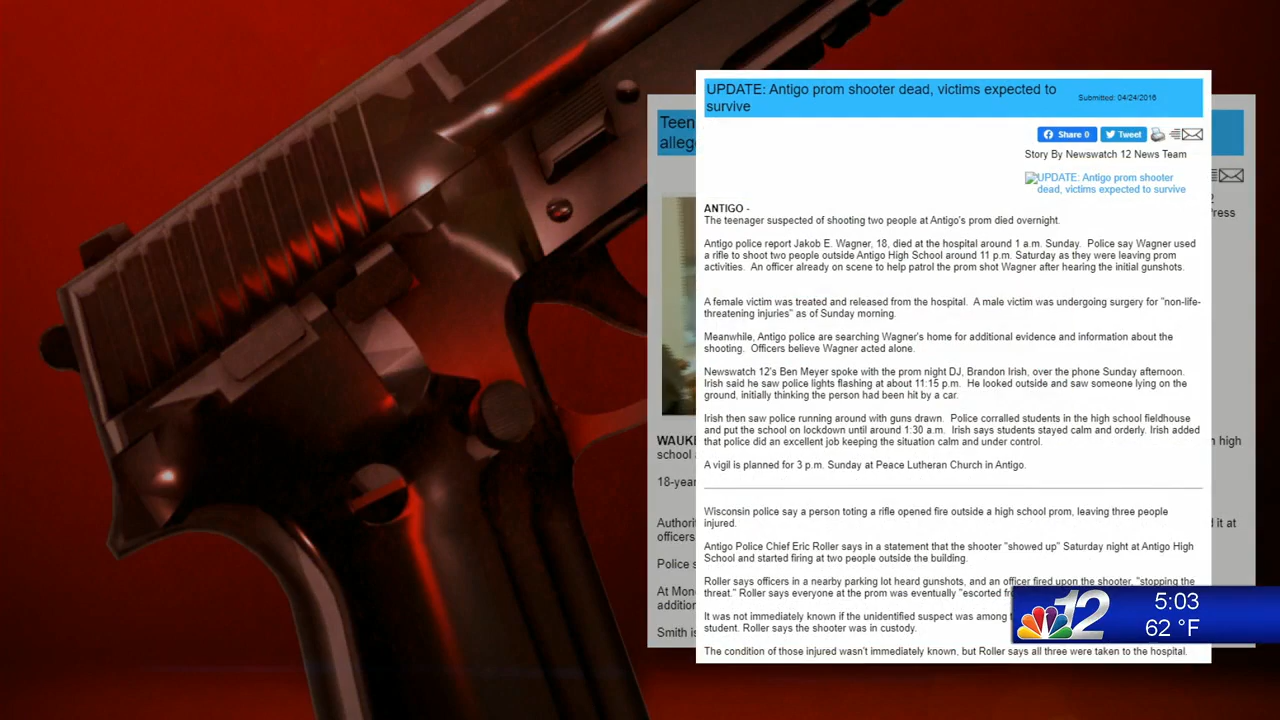 UPDATE: Antigo prom shooter dead, victims expected to
survive
Submitted: 04/24/2016
Share 0
Tweet
Story By Newswatch 12 News Team
UPDATE: Antigo prom shooter
dead, victims expected to survive
ANTIGO -
The teenager suspected of shooting two people at Antigo's prom died overnight.
Antigo police report Jakob E. Wagner, 18, died at the hospital around 1 a.m. Sunday. Police say Wagner used
a rifle to shoot two people outside Antigo High School around 11 p.m. Saturday as they were leaving prom
activities. An officer already on scene to help patrol the prom shot Wagner after hearing the initial gunshots.
A female victim was treated and released from the hospital. A male victim was undergoing surgery for "non-life-
threatening injuries" as of Sunday morning.
Meanwhile, Antigo police are searching Wagner's home for additional evidence and information about the
shooting. Officers believe Wagner acted alone.
Newswatch 12's Ben Meyer spoke with the prom night DJ, Brandon Irish, over the phone Sunday afternoon.
Irish said he saw police lights flashing at about 11:15 p.m. He looked outside and saw someone lying on the
ground, initially thinking the person had been hit by a car.
Irish then saw police running around with guns drawn. Police corralled students in the high school fieldhouse
and put the school on lockdown until around 1:30 a.m. Irish says students stayed calm and orderly. Irish added
that police did an excellent job keeping the situation calm and under control.
A vigil is planned for 3 p.m. Sunday at Peace Lutheran Church in Antigo.
Wisconsin police say a person toting a rifle opened fire outside a high school prom, leaving three people
injured.
Antigo Police Chief Eric Roller says in a statement that the shooter "showed up" Saturday night at Antigo High
School and started firing at two people outside the building.
Roller says officers in a nearby parking lot heard gunshots, and an officer fired upon the shooter, "stopping the
threat." Roller says everyone at the prom was eventually "escorted
It was not immediately known if the unidentified suspect was among
student. Roller says the shooter was in custody.
The condition of those injured wasn't immediately known, but Roller says all three were taken to the hospital.
Teen
alleg
2
ress
WAUKE
h high
school
18-year
Authori
d it at
officers
Police s
At Mon
addition
Smith is
12
5:03
62 °F